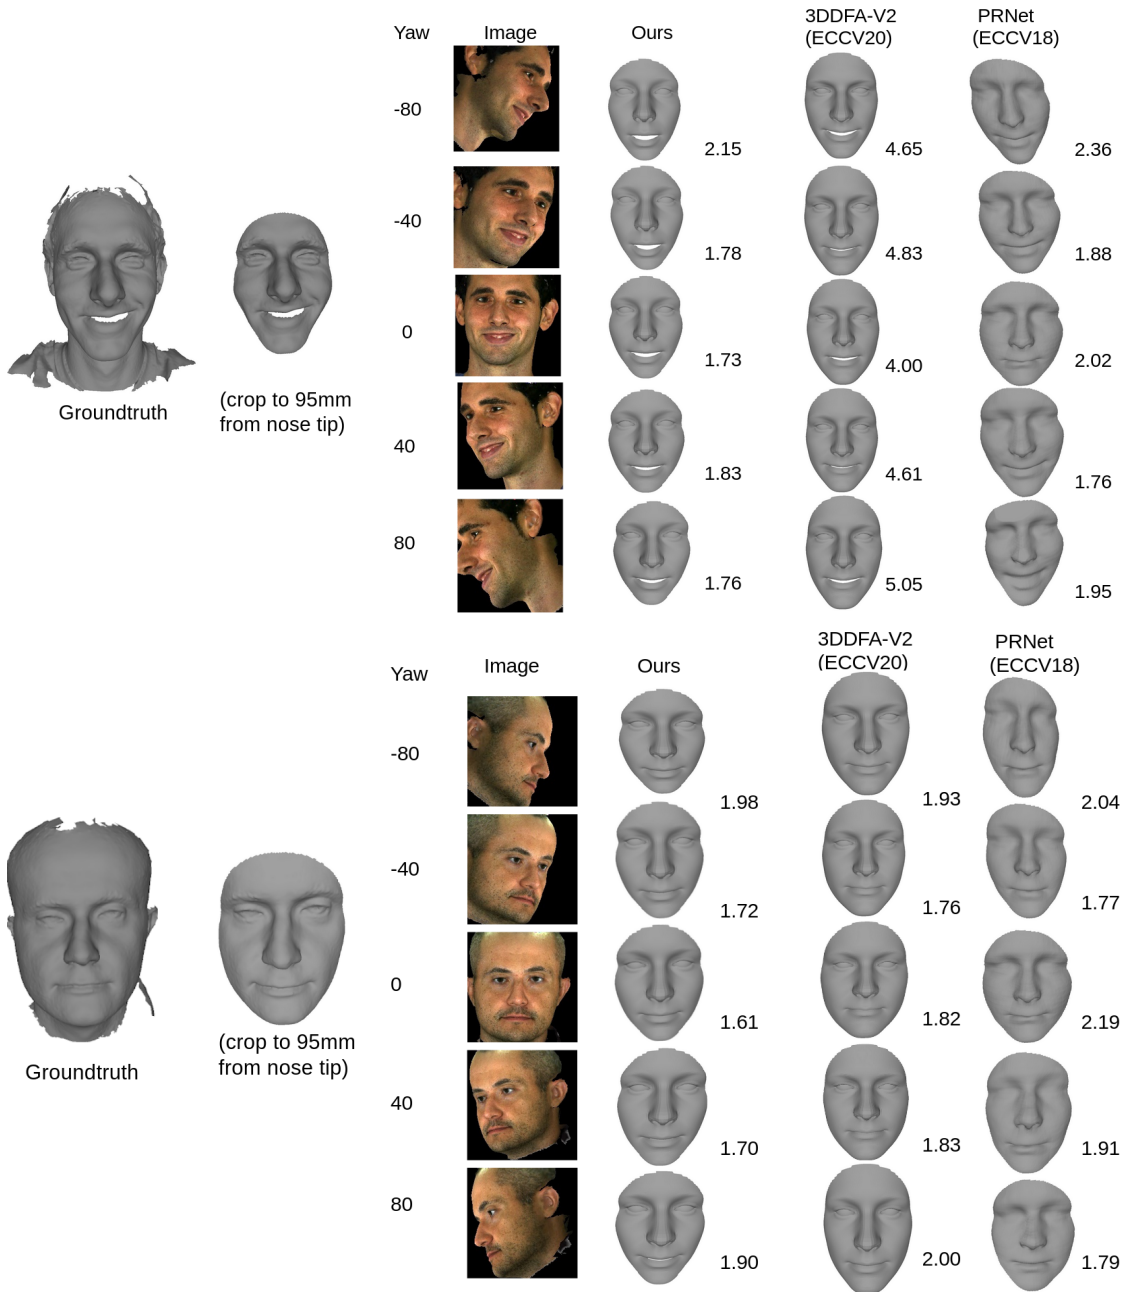 Yaw Image Ours 3DDFA-V2 PRNet
(ECCV20) (ECCV18)
-80 2.15 4.65 2.36
-40 1.78 4.83 1.88
0 1.73 4.00 2.02
40 1.83 4.61 1.76
80 1.76 5.05 1.95
Groundtruth (crop to 95mm
from nose tip)
Yaw Image Ours 3DDFA-V2 PRNet
(ECCV20) (ECCV18)
-80 1.98 1.93 2.04
-40 1.72 1.76 1.77
0 1.61 1.82 2.19
40 1.70 1.83 1.91
80 1.90 2.00 1.79
Groundtruth (crop to 95mm
from nose tip)